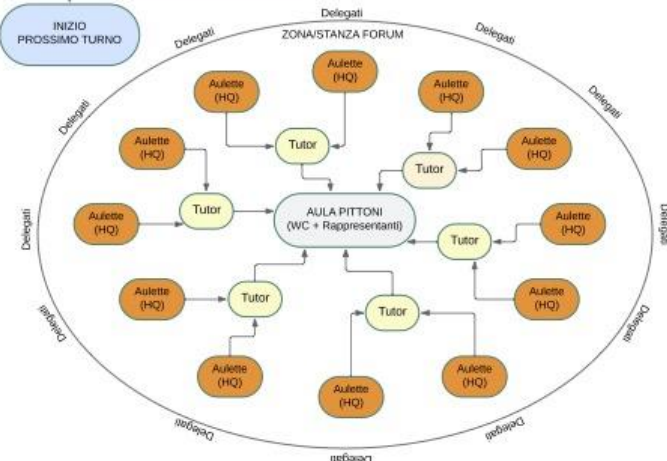 INIZIO
PROSSIMO TURNO
Delegati
Delegati
Delegati
ZONA/STANZA FORUM
Aulette
(HQ)
Aulette
(HQ)
Aulette
(HQ)
Delegati
Delegati
Aulette
(HQ)
Tutor
Aulette
(HQ)
Tutor
Delegati
Aulette
(HQ)
Tutor
AULA PITTONI
(WC + Rappresentanti)
Tutor
Aulette
(HQ)
Delegati
Aulette
(HQ)
Tutor
Tutor
Aulette
(HQ)
Delegati
Delegati
Aulette
(HQ)
Aulette
(HQ)
Aulette
(HQ)
Delegati
Delegati
Delegati